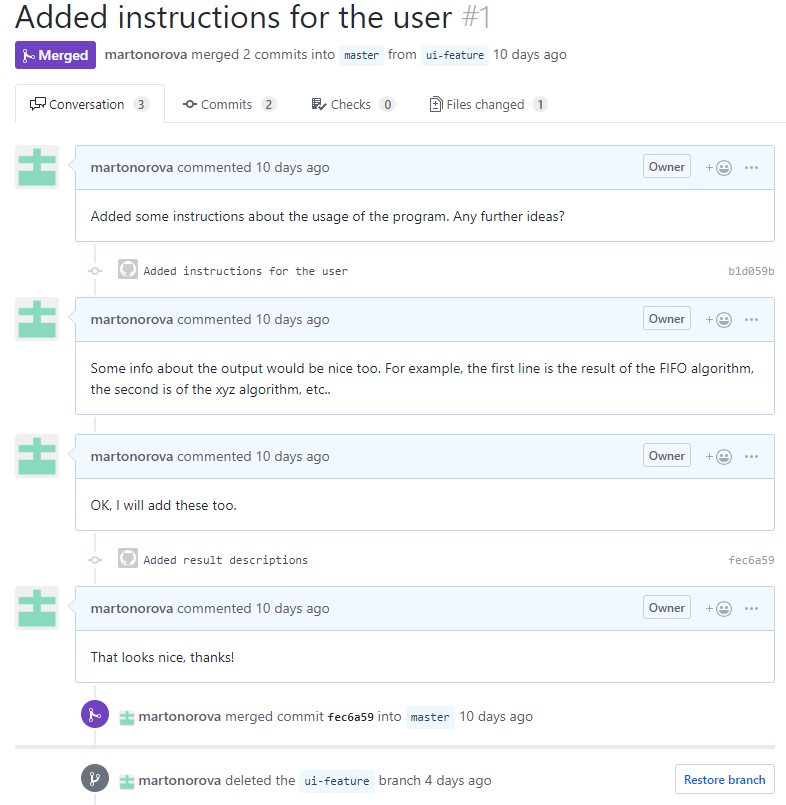 Added instructions for the user #1
Merged martonorova merged 2 commits into master from ui-feature 10 days ago
Conversation 3 Commits 2 Checks 0 Files changed 1
martonorova commented 10 days ago Owner
Added some instructions about the usage of the program. Any further ideas?
Added instructions for the user b1d059b
martonorova commented 10 days ago Owner
Some info about the output would be nice too. For example, the first line is the result of the FIFO algorithm,
the second is of the xyz algorithm, etc..
martonorova commented 10 days ago Owner
OK, I will add these too.
Added result descriptions fec6a59
martonorova commented 10 days ago Owner
That looks nice, thanks!
martonorova merged commit fec6a59 into master 10 days ago
martonorova deleted the ui-feature branch 4 days ago Restore branch